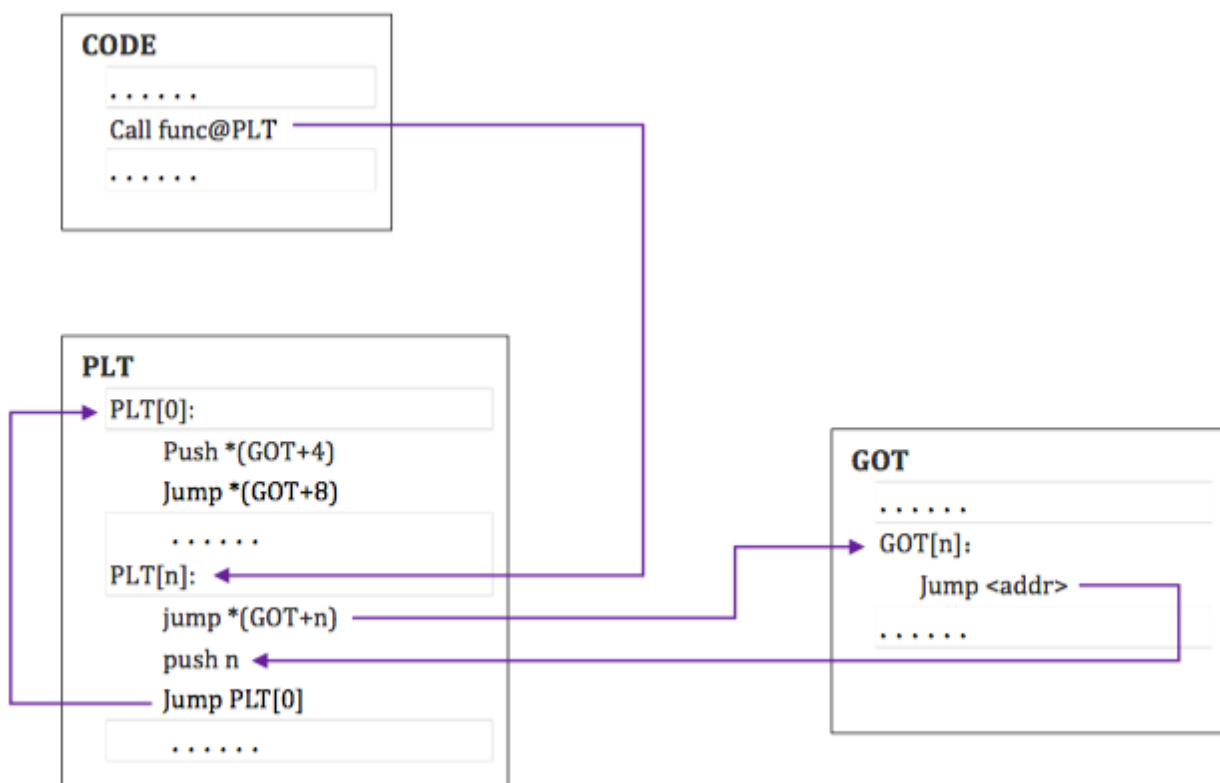 CODE
. . . . . .
Call func@PLT
. . . . . .
PLT
PLT[0]:
Push *(GOT+4)
Jump *(GOT+8)
. . . . . .
PLT[n]:
jump *(GOT+n)
push n
Jump PLT[0]
. . . . . .
GOT
. . . . . .
GOT[n]:
Jump <addr>
. . . . . .